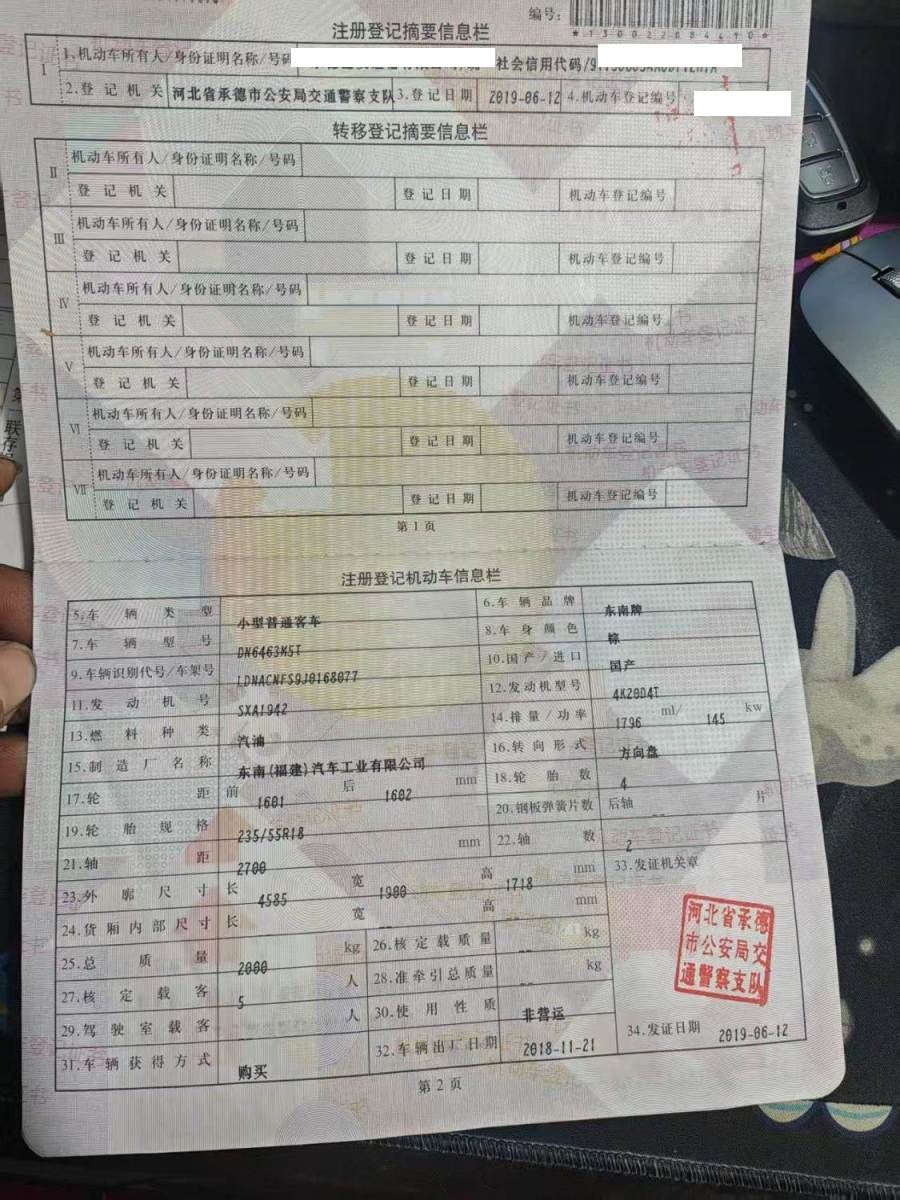 编号:
*130022084410*
注册登记摘要信息栏
Ⅰ 1.机动车所有人/身份证明名称/号码 社会信用代码/
2.登记机关 河北省承德市公安局交通警察支队 3.登记日期 2019-06-12 4.机动车登记编号
转移登记摘要信息栏
Ⅱ 机动车所有人/身份证明名称/号码
登记机关 登记日期 机动车登记编号
Ⅲ 机动车所有人/身份证明名称/号码
登记机关 登记日期 机动车登记编号
Ⅳ 机动车所有人/身份证明名称/号码
登记机关 登记日期 机动车登记编号
Ⅴ 机动车所有人/身份证明名称/号码
登记机关 登记日期 机动车登记编号
Ⅵ 机动车所有人/身份证明名称/号码
登记机关 登记日期 机动车登记编号
Ⅶ 机动车所有人/身份证明名称/号码
登记机关 登记日期 机动车登记编号
第1页
注册登记机动车信息栏
5.车辆类型 小型普通客车 6.车辆品牌 东南牌
7.车辆型号 DN6463M5T 8.车身颜色 棕
9.车辆识别代号/车架号 LDNACNFS9J0168077 10.国产/进口 国产
11.发动机号 SXA1942 12.发动机型号 4K20D4T
13.燃料种类 汽油 14.排量/功率 1796 ml/ 145 kw
15.制造厂名称 东南(福建)汽车工业有限公司 16.转向形式 方向盘
17.轮距 前 1601 后 1602 mm 18.轮胎数 4
19.轮胎规格 235/55R18 20.钢板弹簧片数 后轴 -- 片
21.轴距 2700 mm 22.轴数 2
23.外廓尺寸 长 4585 宽 1900 高 1718 mm 33.发证机关章
24.货厢内部尺寸 长 宽 -- 高 -- mm
25.总质量 2000 kg 26.核定载质量 -- kg
27.核定载客 5 人 28.准牵引总质量 -- kg
29.驾驶室载客 人 30.使用性质 非营运
31.车辆获得方式 购买 32.车辆出厂日期 2018-11-21 34.发证日期 2019-06-12
河北省承德
市公安局交
通警察支队
第2页